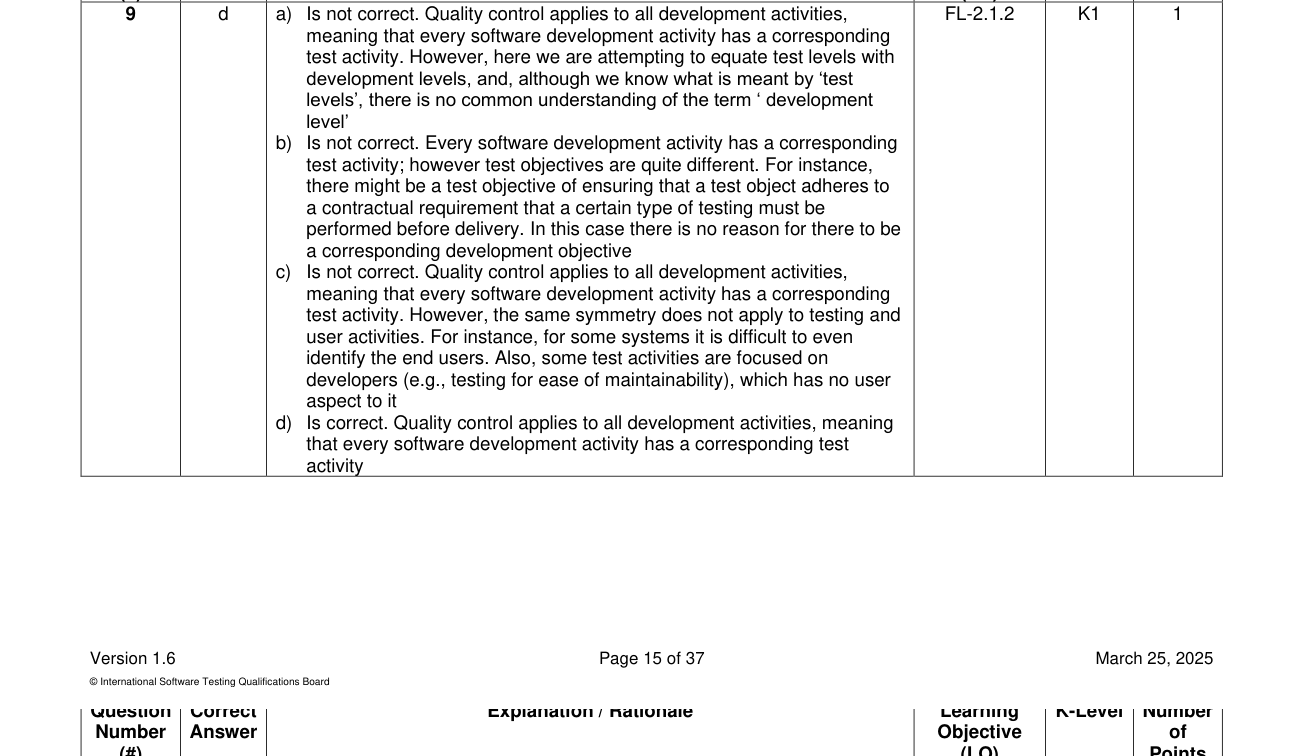 9 d a) Is not correct. Quality control applies to all development activities, FL-2.1.2 K1 1
meaning that every software development activity has a corresponding
test activity. However, here we are attempting to equate test levels with
development levels, and, although we know what is meant by ‘test
levels’, there is no common understanding of the term ‘ development
level’
b) Is not correct. Every software development activity has a corresponding
test activity; however test objectives are quite different. For instance,
there might be a test objective of ensuring that a test object adheres to
a contractual requirement that a certain type of testing must be
performed before delivery. In this case there is no reason for there to be
a corresponding development objective
c) Is not correct. Quality control applies to all development activities,
meaning that every software development activity has a corresponding
test activity. However, the same symmetry does not apply to testing and
user activities. For instance, for some systems it is difficult to even
identify the end users. Also, some test activities are focused on
developers (e.g., testing for ease of maintainability), which has no user
aspect to it
d) Is correct. Quality control applies to all development activities, meaning
that every software development activity has a corresponding test
activity
Version 1.6 Page 15 of 37 March 25, 2025
© International Software Testing Qualifications Board
Question Correct Explanation / Rationale Learning K-Level Number
Number Answer Objective of
(#) (LO) Points